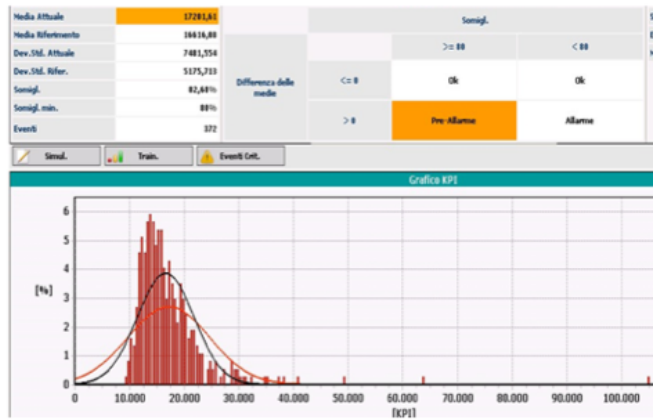 Media Attuale 17281,61
Media Riferimento 16616,08
Dev.Std. Attuale 7481,554
Dev.Std. Rifer. 5175,713
Somigl. 82,68%
Somigl. min. 80%
Eventi 372
Somigl.
>= 80 < 80
Differenza delle medie
<= 0 Ok Ok
> 0 Pre-Allarme Allarme
Simul. Train. Eventi Crit.
Grafico KPI
[%]
6
5
4
3
2
1
0
0 10.000 20.000 30.000 40.000 50.000 60.000 70.000 80.000 90.000 100.000
[KPI]